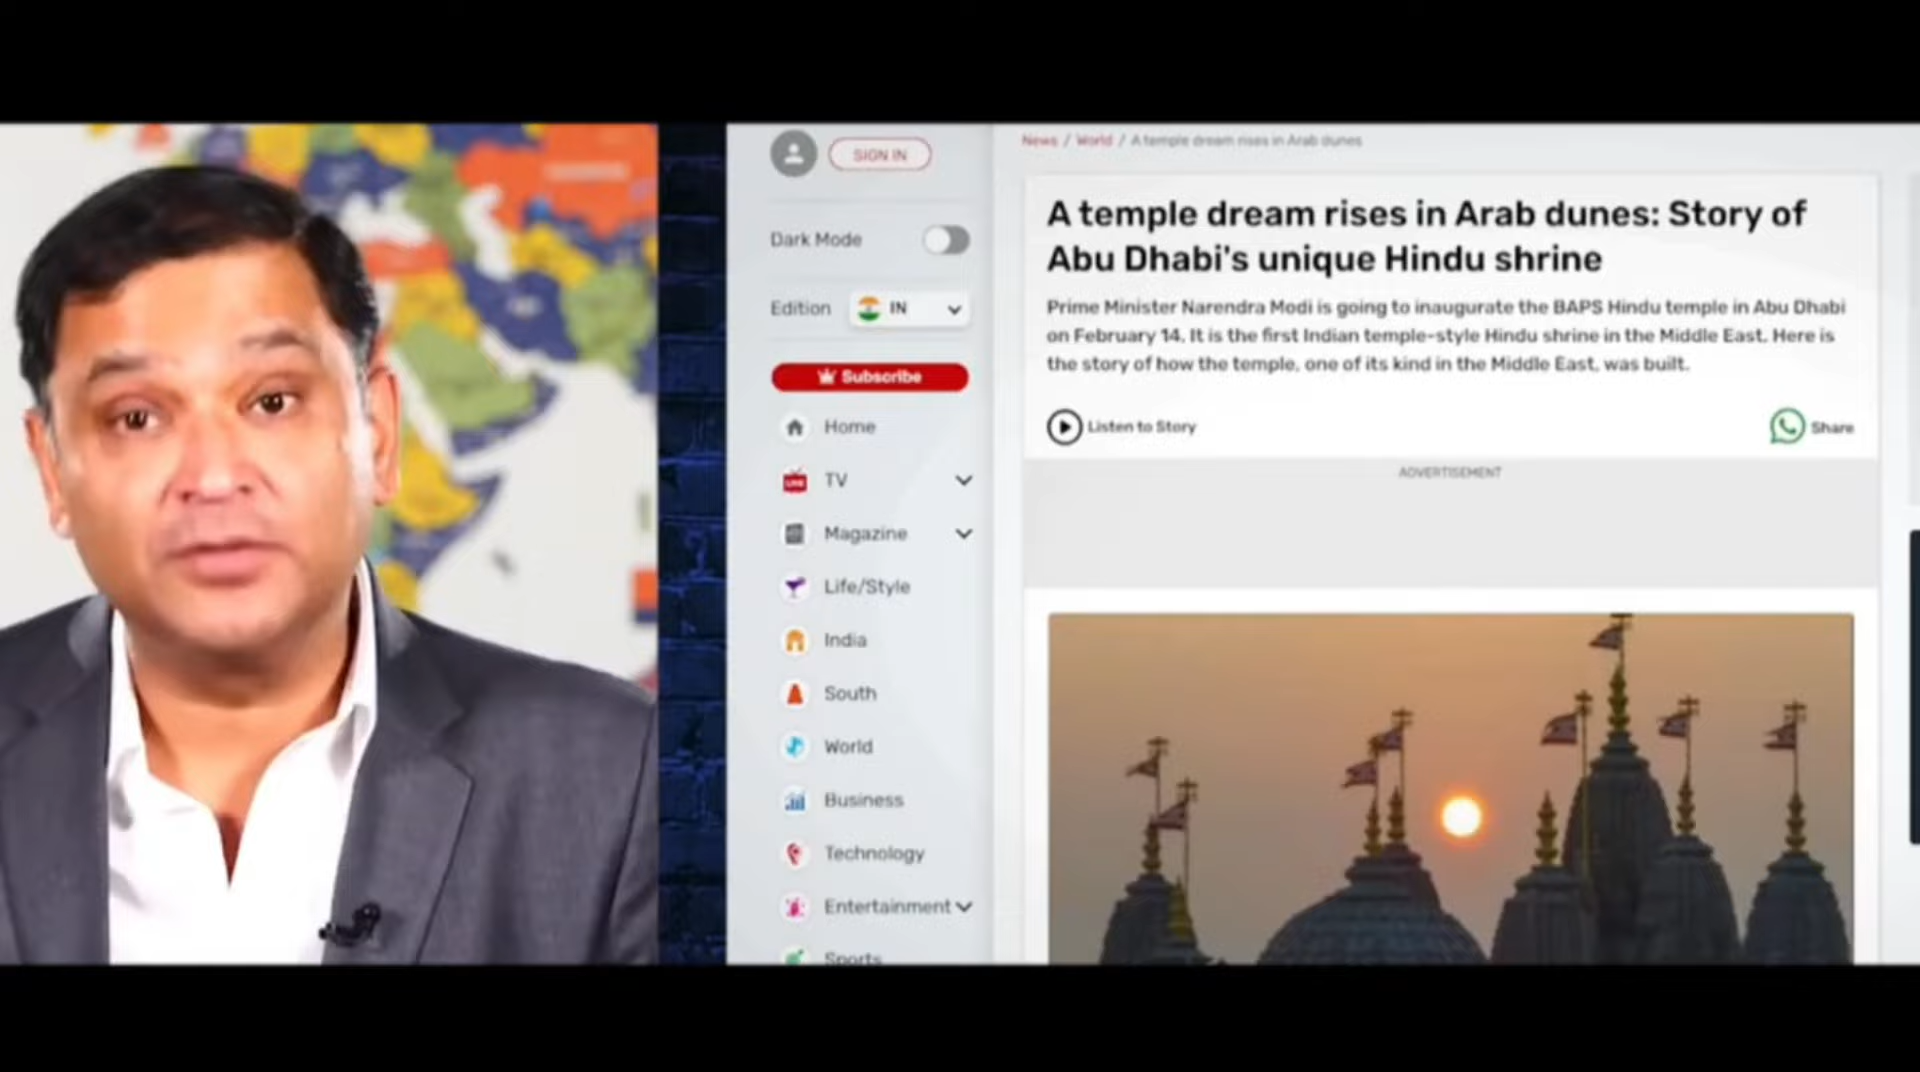 SIGN IN
Dark Mode
Edition IN
Subscribe
Home
LIVE TV
Magazine
Life/Style
India
South
World
Business
Technology
Entertainment
Sports
News / World / A temple dream rises in Arab dunes
A temple dream rises in Arab dunes: Story of
Abu Dhabi's unique Hindu shrine
Prime Minister Narendra Modi is going to inaugurate the BAPS Hindu temple in Abu Dhabi
on February 14. It is the first Indian temple-style Hindu shrine in the Middle East. Here is
the story of how the temple, one of its kind in the Middle East, was built.
Listen to Story Share
ADVERTISEMENT